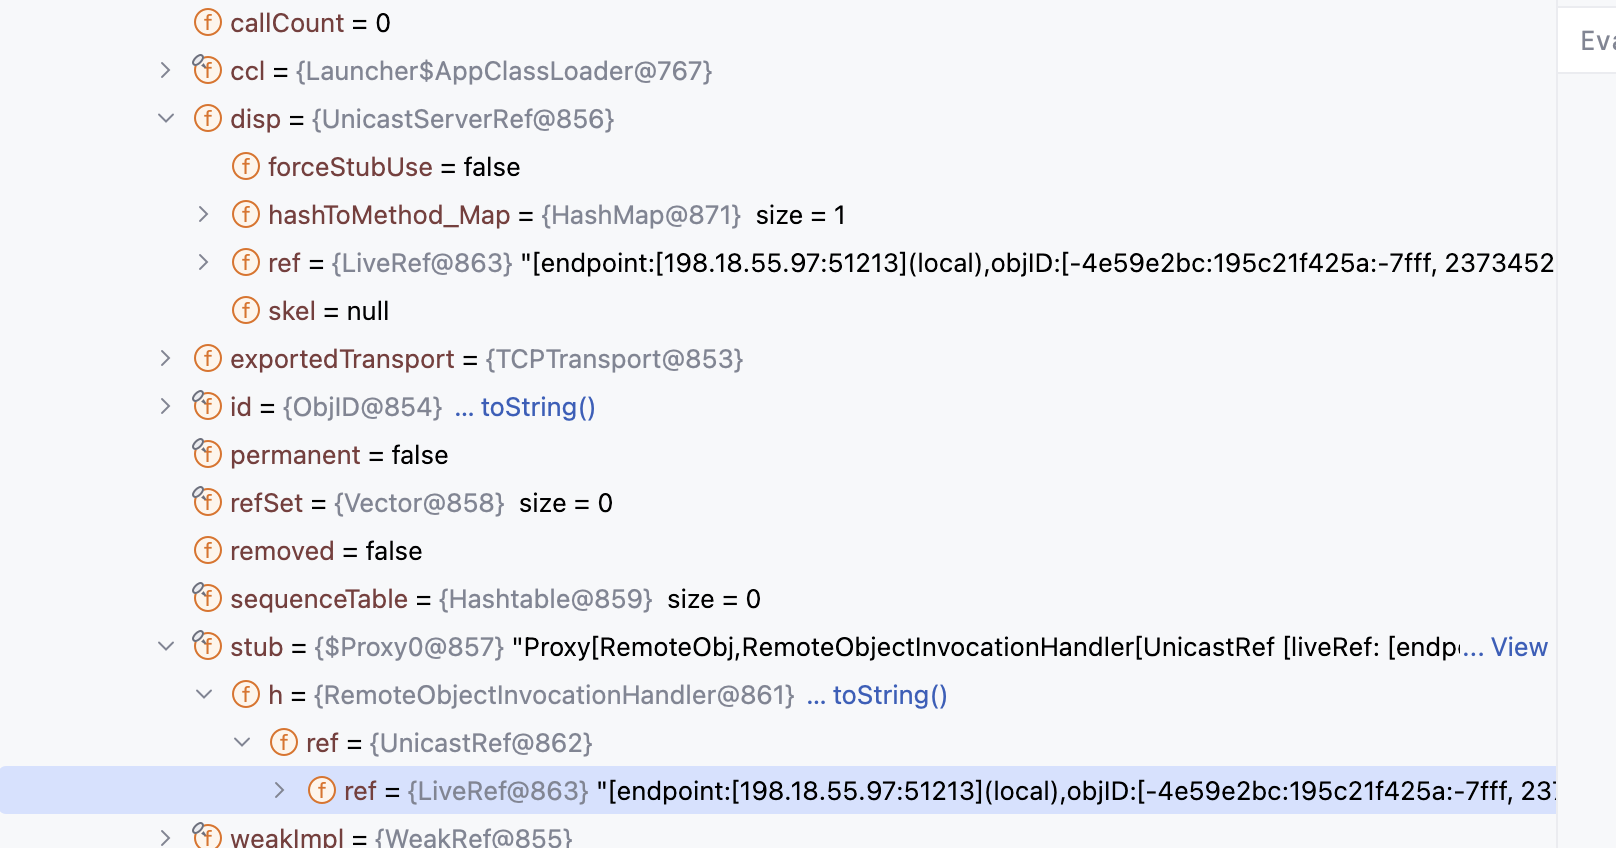 callCount = 0
Eva
ccl = {Launcher$AppClassLoader@767}
disp = {UnicastServerRef@856}
forceStubUse = false
hashToMethod_Map = {HashMap@871} size = 1
ref = {LiveRef@863} "[endpoint:[198.18.55.97:51213](local),objID:[-4e59e2bc:195c21f425a:-7fff, 2373452
skel = null
exportedTransport = {TCPTransport@853}
id = {ObjID@854} ... toString()
permanent = false
refSet = {Vector@858} size = 0
removed = false
sequenceTable = {Hashtable@859} size = 0
stub = {$Proxy0@857} "Proxy[RemoteObj,RemoteObjectInvocationHandler[UnicastRef [liveRef: [endp... View
h = {RemoteObjectInvocationHandler@861} ... toString()
ref = {UnicastRef@862}
ref = {LiveRef@863} "[endpoint:[198.18.55.97:51213](local),objID:[-4e59e2bc:195c21f425a:-7fff, 237
weakImpl = {WeakRef@855}